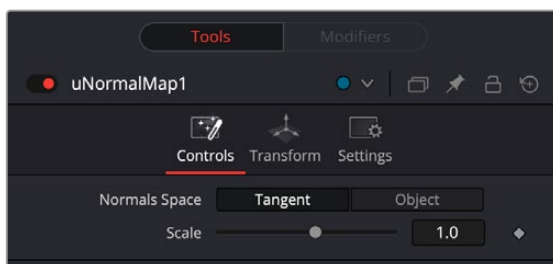 Tools Modifiers
uNormalMap1
Controls Transform Settings
Normals Space Tangent Object
Scale 1.0